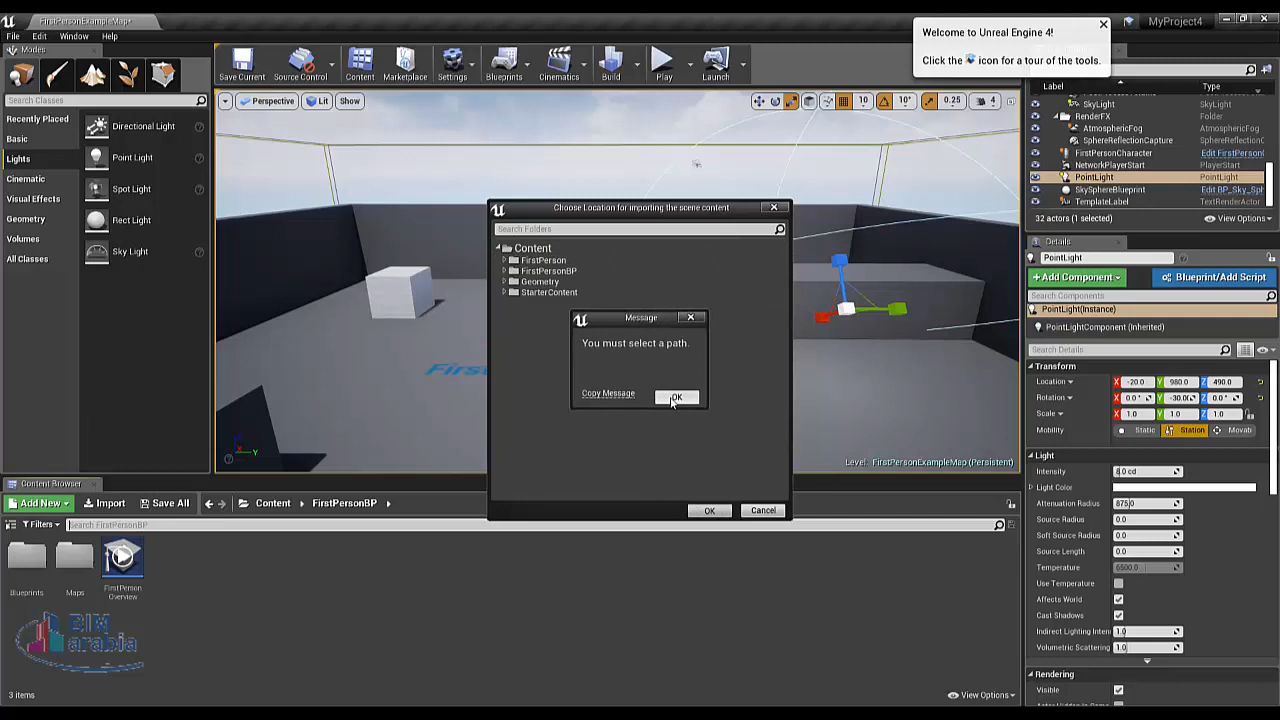 FirstPersonExampleMap*
MyProject4
File Edit Window Help
Welcome to Unreal Engine 4!
Click the icon for a tour of the tools.
Modes
Save Current
Source Control
Content
Marketplace
Settings
Blueprints
Cinematics
Build
Play
Launch
Search Classes
Recently Placed
Basic
Lights
Cinematic
Visual Effects
Geometry
Volumes
All Classes
Directional Light
Point Light
Spot Light
Rect Light
Sky Light
Perspective
Lit
Show
10
10°
0.25
4
Label
Type
SkyLight SkyLight
RenderFX Folder
AtmosphericFog AtmosphericFog
SphereReflectionCapture SphereReflectionC
FirstPersonCharacter Edit FirstPersonC
NetworkPlayerStart PlayerStart
PointLight PointLight
SkySphereBlueprint Edit BP_Sky_Sph
TemplateLabel TextRenderActor
32 actors (1 selected)
View Options
Choose Location for importing the scene content
Search Folders
Content
FirstPerson
FirstPersonBP
Geometry
StarterContent
Message
You must select a path.
Copy Message
OK
OK
Cancel
Level: FirstPersonExampleMap (Persistent)
Details
PointLight
Add Component
Blueprint/Add Script
Search Components
PointLight(Instance)
PointLightComponent (Inherited)
Search Details
Transform
Location X -20.0 Y 980.0 Z 490.0
Rotation X 0.0° Y -30.0 Z 0.0°
Scale X 1.0 Y 1.0 Z 1.0
Mobility Static Station Movab
Light
Intensity 8.0 cd
Light Color
Attenuation Radius 875.0
Source Radius 0.0
Soft Source Radius 0.0
Source Length 0.0
Temperature 6500.0
Use Temperature
Affects World
Cast Shadows
Indirect Lighting Inten 1.0
Volumetric Scattering 1.0
Rendering
Visible
Content Browser
Add New
Import
Save All
Content
FirstPersonBP
Filters
Search FirstPersonBP
Blueprints
Maps
FirstPerson
Overview
BIM
arabia
3 items
View Options